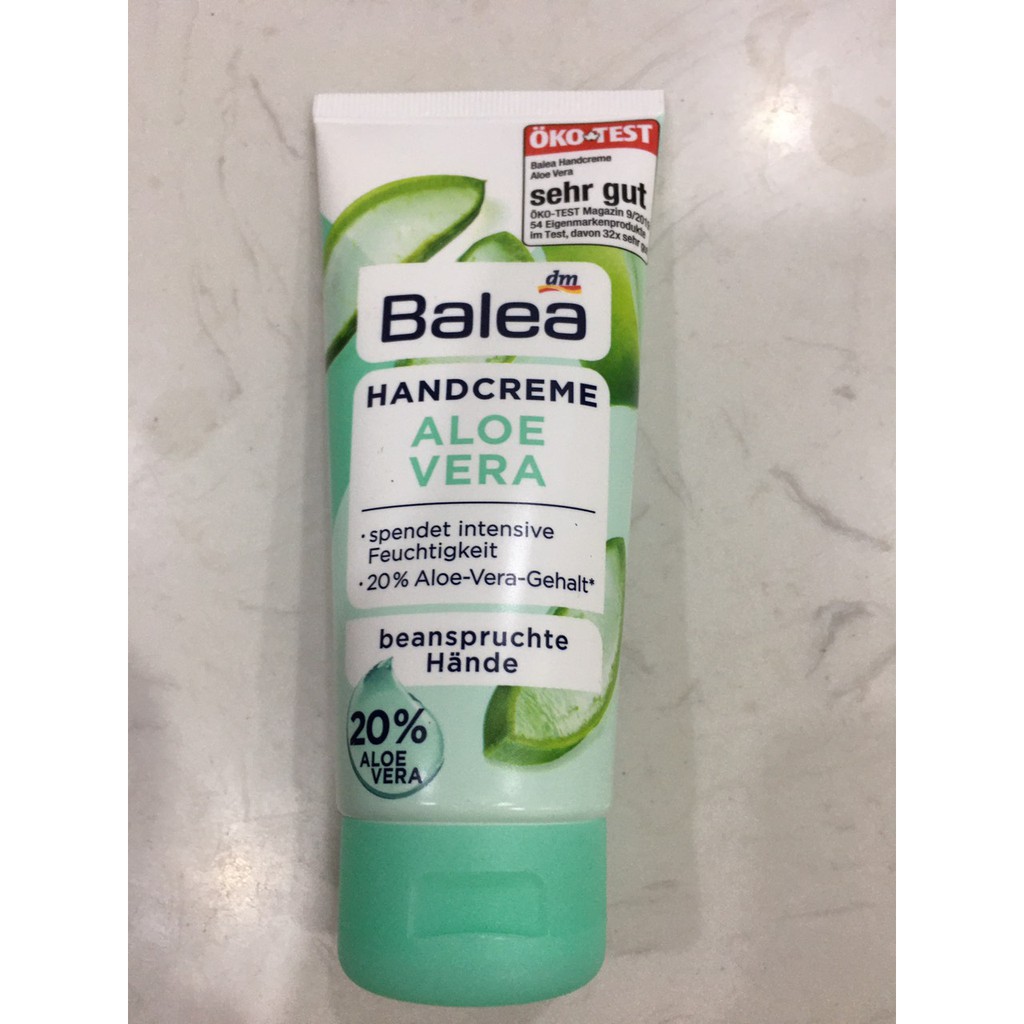 ÖKO-TEST
Balea Handcreme
Aloe Vera
sehr gut
ÖKO-TEST Magazin
54 Eigenmarkenprodukte
im Test, davon 32x sehr
dm
Balea
HANDCREME
ALOE
VERA
· spendet intensive
Feuchtigkeit
· 20% Aloe-Vera-Gehalt*
beanspruchte
Hände
20%
ALOE
VERA